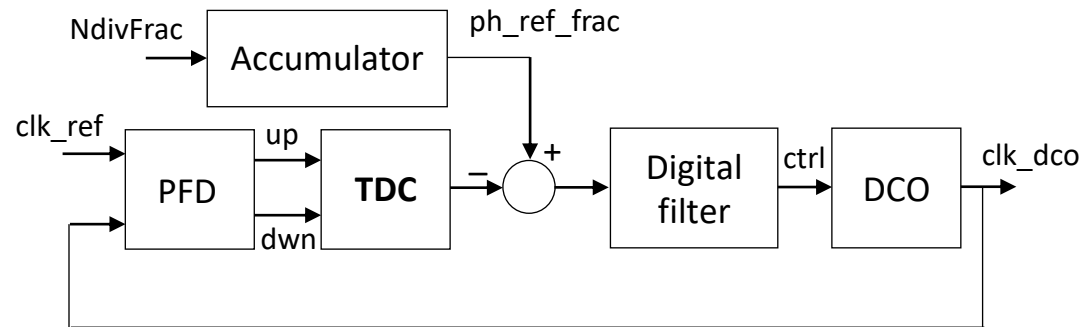 NdivFrac
Accumulator
ph_ref_frac
clk_ref
PFD
up
dwn
TDC
−
+
Digital
filter
ctrl
DCO
clk_dco